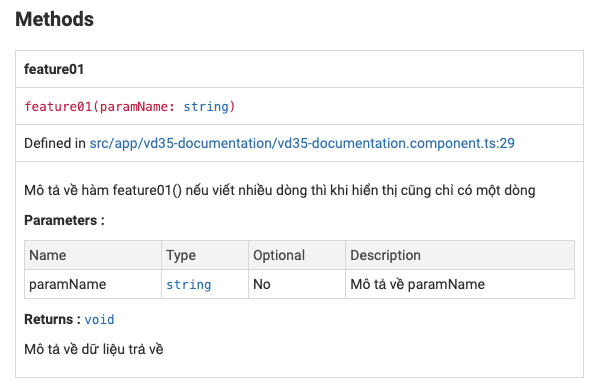 Methods
feature01
feature01(paramName: string)
Defined in src/app/vd35-documentation/vd35-documentation.component.ts:29
Mô tả về hàm feature01() nếu viết nhiều dòng thì khi hiển thị cũng chỉ có một dòng
Parameters :
Name Type Optional Description
paramName string No Mô tả về paramName
Returns : void
Mô tả về dữ liệu trả về